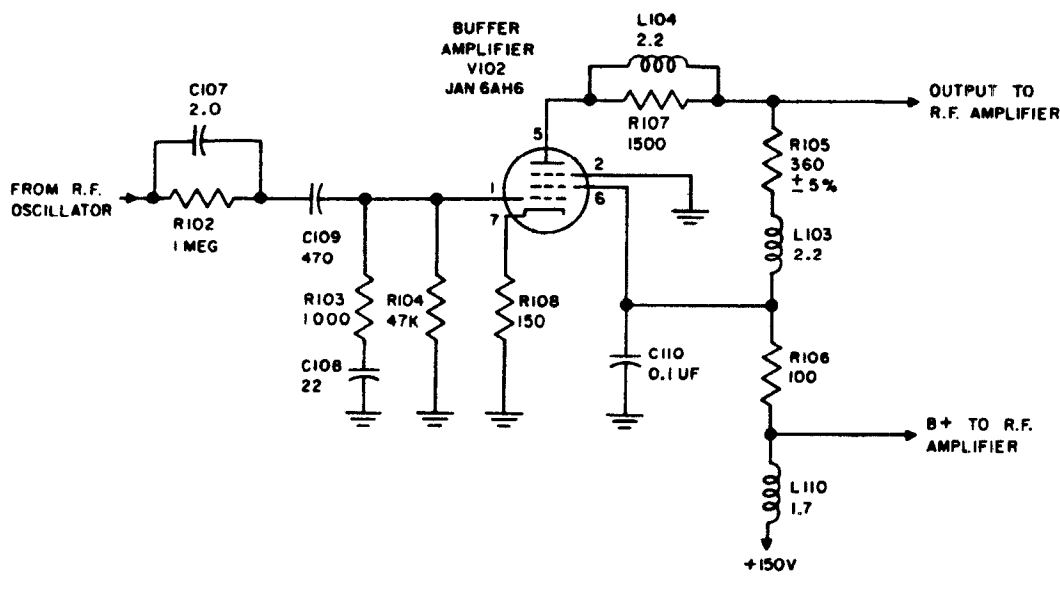 BUFFER
AMPLIFIER
V102
JAN 6AH6
L104
2.2
C107
2.0
OUTPUT TO
R.F. AMPLIFIER
R107
1500
5
R105
360
± 5%
2
FROM R.F.
OSCILLATOR
1
6
7
R102
1 MEG
C109
470
L103
2.2
R103
1000
R104
47K
R108
150
C110
0.1 UF
R106
100
C108
22
B+ TO R.F.
AMPLIFIER
L110
1.7
+150V